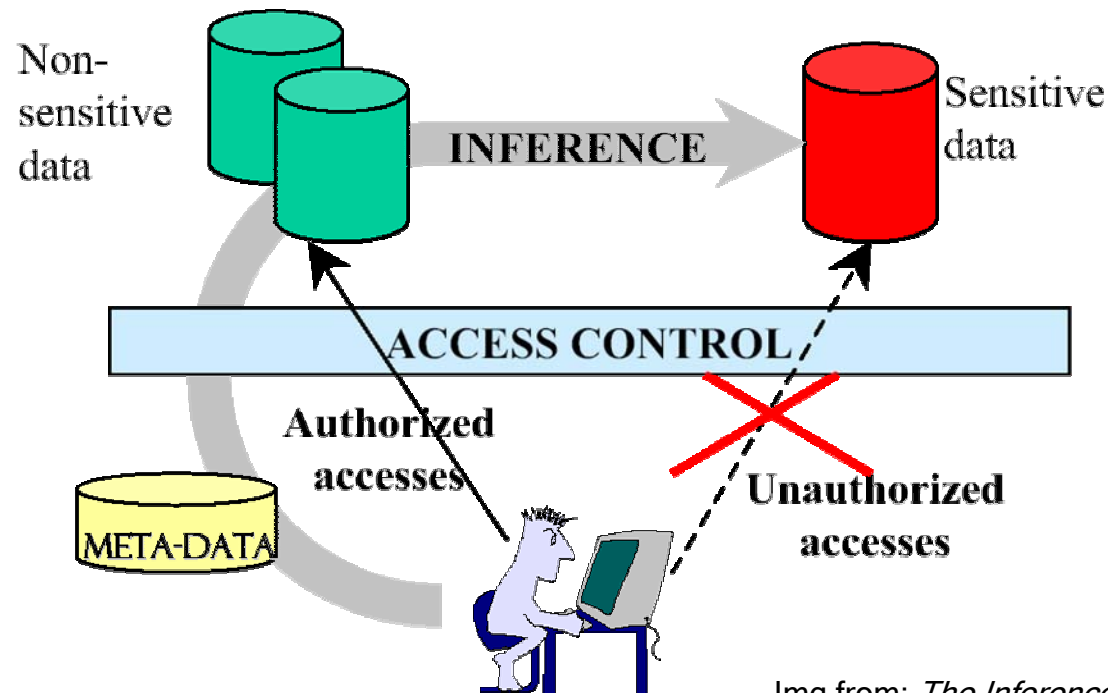 Non-
sensitive
data
INFERENCE
Sensitive
data
ACCESS CONTROL
Authorized
accesses
Unauthorized
accesses
META-DATA
Img from: The Inference